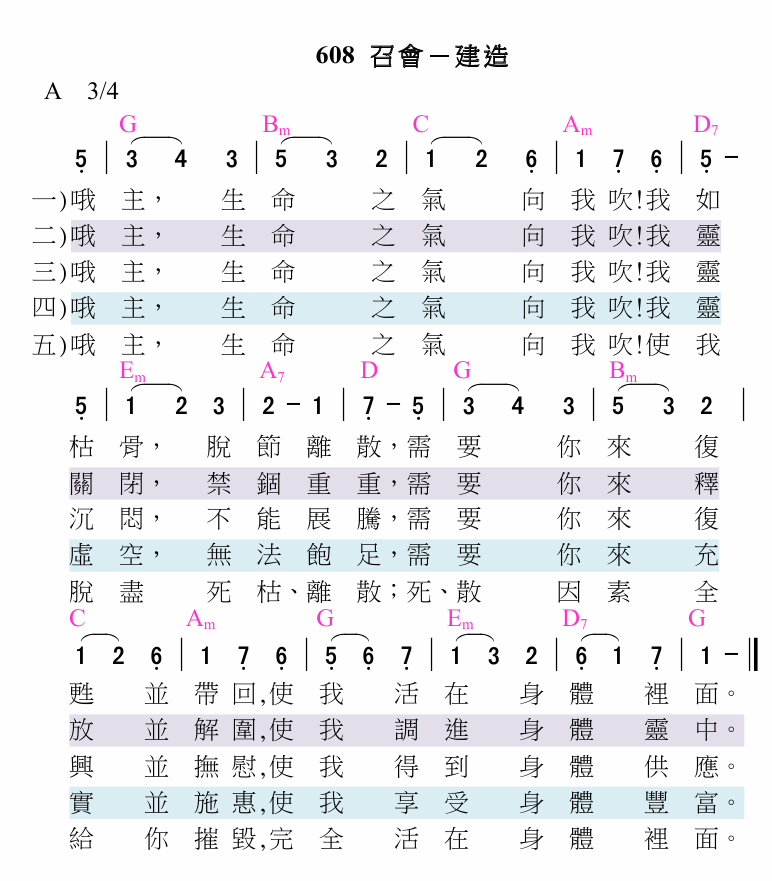 608 召會－建造
A 3/4
G Bm C Am D7
5 | 3 4 3 | 5 3 2 | 1 2 6 | 1 7 6 | 5 -
一)哦 主， 生 命 之 氣 向 我 吹!我 如
二)哦 主， 生 命 之 氣 向 我 吹!我 靈
三)哦 主， 生 命 之 氣 向 我 吹!我 靈
四)哦 主， 生 命 之 氣 向 我 吹!我 靈
五)哦 主， 生 命 之 氣 向 我 吹!使 我
Em A7 D G Bm
5 | 1 2 3 | 2 - 1 | 7 - 5 | 3 4 3 | 5 3 2 |
枯 骨， 脫 節 離 散，需 要 你 來 復
關 閉， 禁 錮 重 重，需 要 你 來 釋
沉 悶， 不 能 展 騰，需 要 你 來 復
虛 空， 無 法 飽 足，需 要 你 來 充
脫 盡 死 枯、離 散；死、散 因 素 全
C Am G Em D7 G
1 2 6 | 1 7 6 | 5 6 7 | 1 3 2 | 6 1 7 | 1 - ||
甦 並 帶 回,使 我 活 在 身 體 裡 面。
放 並 解 圍,使 我 調 進 身 體 靈 中。
興 並 撫 慰,使 我 得 到 身 體 供 應。
實 並 施 惠,使 我 享 受 身 體 豐 富。
給 你 摧 毀,完 全 活 在 身 體 裡 面。